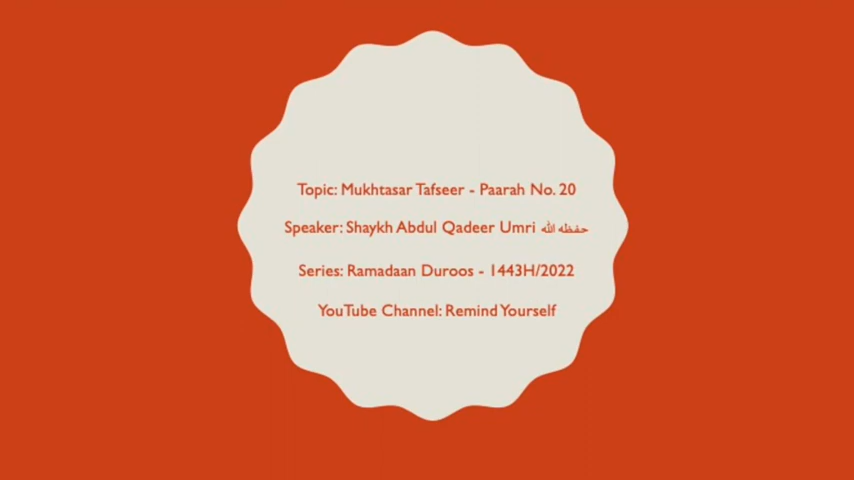 Topic: Mukhtasar Tafseer - Paarah No. 20
Speaker: Shaykh Abdul Qadeer Umri حفظه الله
Series: Ramadaan Duroos - 1443H/2022
YouTube Channel: Remind Yourself